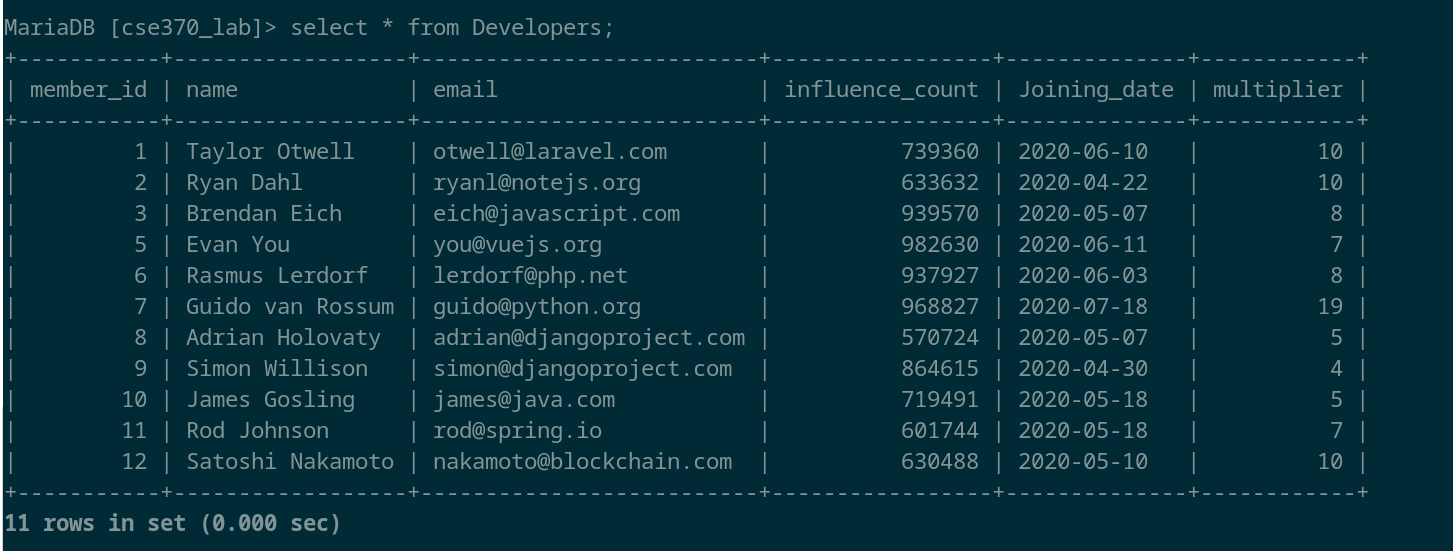 MariaDB [cse370_lab]> select * from Developers;
+-----------+------------------+--------------------------+-----------------+--------------+------------+
| member_id | name             | email                    | influence_count | Joining_date | multiplier |
+-----------+------------------+--------------------------+-----------------+--------------+------------+
|         1 | Taylor Otwell    | otwell@laravel.com       |          739360 | 2020-06-10   |         10 |
|         2 | Ryan Dahl        | ryanl@notejs.org         |          633632 | 2020-04-22   |         10 |
|         3 | Brendan Eich     | eich@javascript.com      |          939570 | 2020-05-07   |          8 |
|         5 | Evan You         | you@vuejs.org            |          982630 | 2020-06-11   |          7 |
|         6 | Rasmus Lerdorf   | lerdorf@php.net          |          937927 | 2020-06-03   |          8 |
|         7 | Guido van Rossum | guido@python.org         |          968827 | 2020-07-18   |         19 |
|         8 | Adrian Holovaty  | adrian@djangoproject.com |          570724 | 2020-05-07   |          5 |
|         9 | Simon Willison   | simon@djangoproject.com  |          864615 | 2020-04-30   |          4 |
|        10 | James Gosling    | james@java.com           |          719491 | 2020-05-18   |          5 |
|        11 | Rod Johnson      | rod@spring.io            |          601744 | 2020-05-18   |          7 |
|        12 | Satoshi Nakamoto | nakamoto@blockchain.com  |          630488 | 2020-05-10   |         10 |
+-----------+------------------+--------------------------+-----------------+--------------+------------+
11 rows in set (0.000 sec)